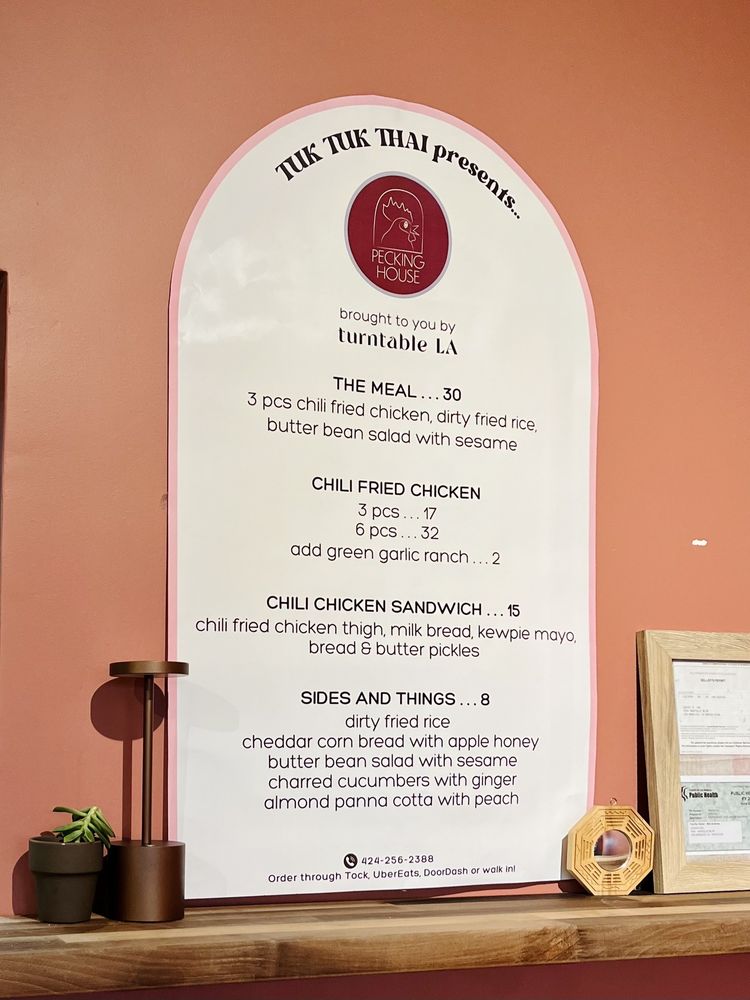 TUK TUK THAI presents...
PECKING
HOUSE
brought to you by
turntable LA
THE MEAL . . . 30
3 pcs chili fried chicken, dirty fried rice,
butter bean salad with sesame
CHILI FRIED CHICKEN
3 pcs . . . 17
6 pcs . . . 32
add green garlic ranch . . . 2
CHILI CHICKEN SANDWICH . . . 15
chili fried chicken thigh, milk bread, kewpie mayo,
bread & butter pickles
SIDES AND THINGS . . . 8
dirty fried rice
cheddar corn bread with apple honey
butter bean salad with sesame
charred cucumbers with ginger
almond panna cotta with peach
424-256-2388
Order through Tock, UberEats, DoorDash or walk in!
Public Health